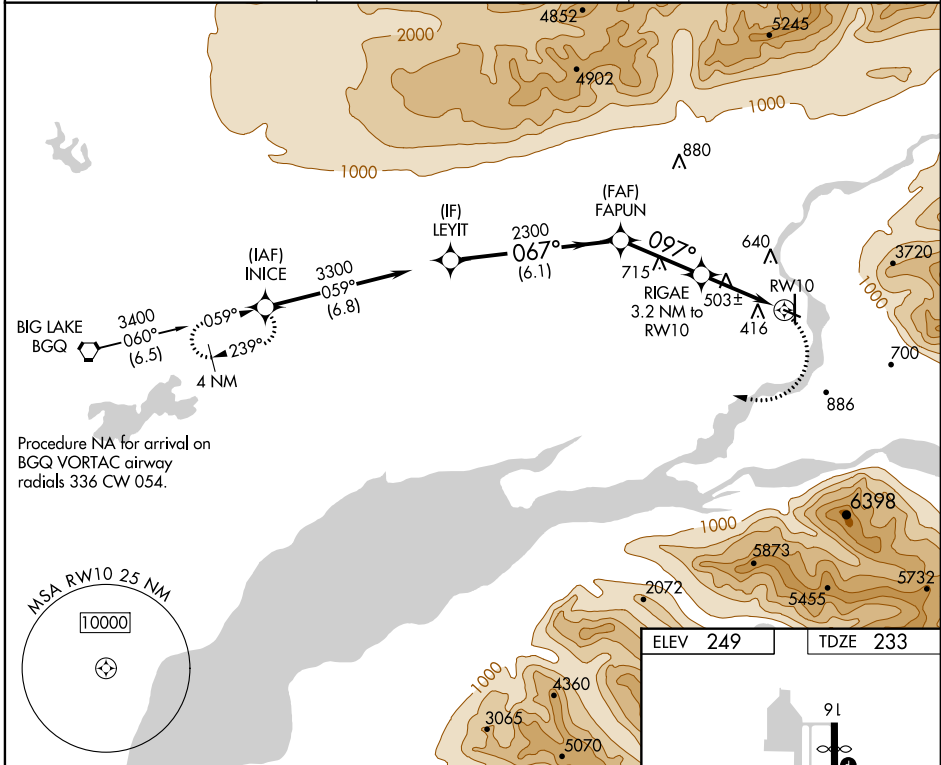 4852
5245
2000
4902
1000
1000
880
(FAF)
FAPUN
(IF)
LEYIT
2300
067°
(6.1)
097°
640
715
3720
(IAF)
INICE
3300
059°
(6.8)
RIGAE
3.2 NM to
RW10
503±
RW10
416
1000
BIG LAKE
BGQ
3400
060°
(6.5)
059°
239°
4 NM
700
886
Procedure NA for arrival on
BGQ VORTAC airway
radials 336 CW 054.
6398
1000
5873
5455
5732
2072
MSA RW10 25 NM
10000
ELEV 249
TDZE 233
1000
4360
3065
5070
16